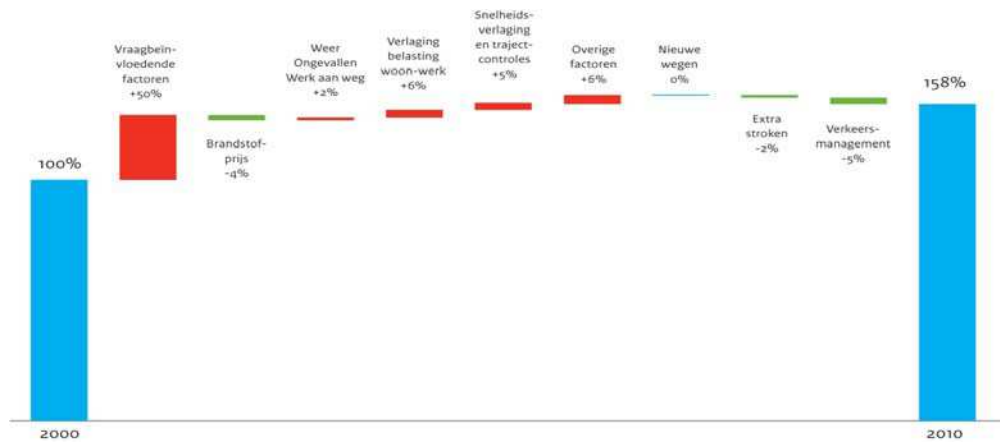 100%
2000
Vraagbeïn-
vloedende
factoren
+50%
Brandstof-
prijs
-4%
Weer
Ongevallen
Werk aan weg
+2%
Verlaging
belasting
woon-werk
+6%
Snelheids-
verlaging
en traject-
controles
+5%
Overige
factoren
+6%
Nieuwe
wegen
0%
Extra
stroken
-2%
Verkeers-
management
-5%
158%
2010